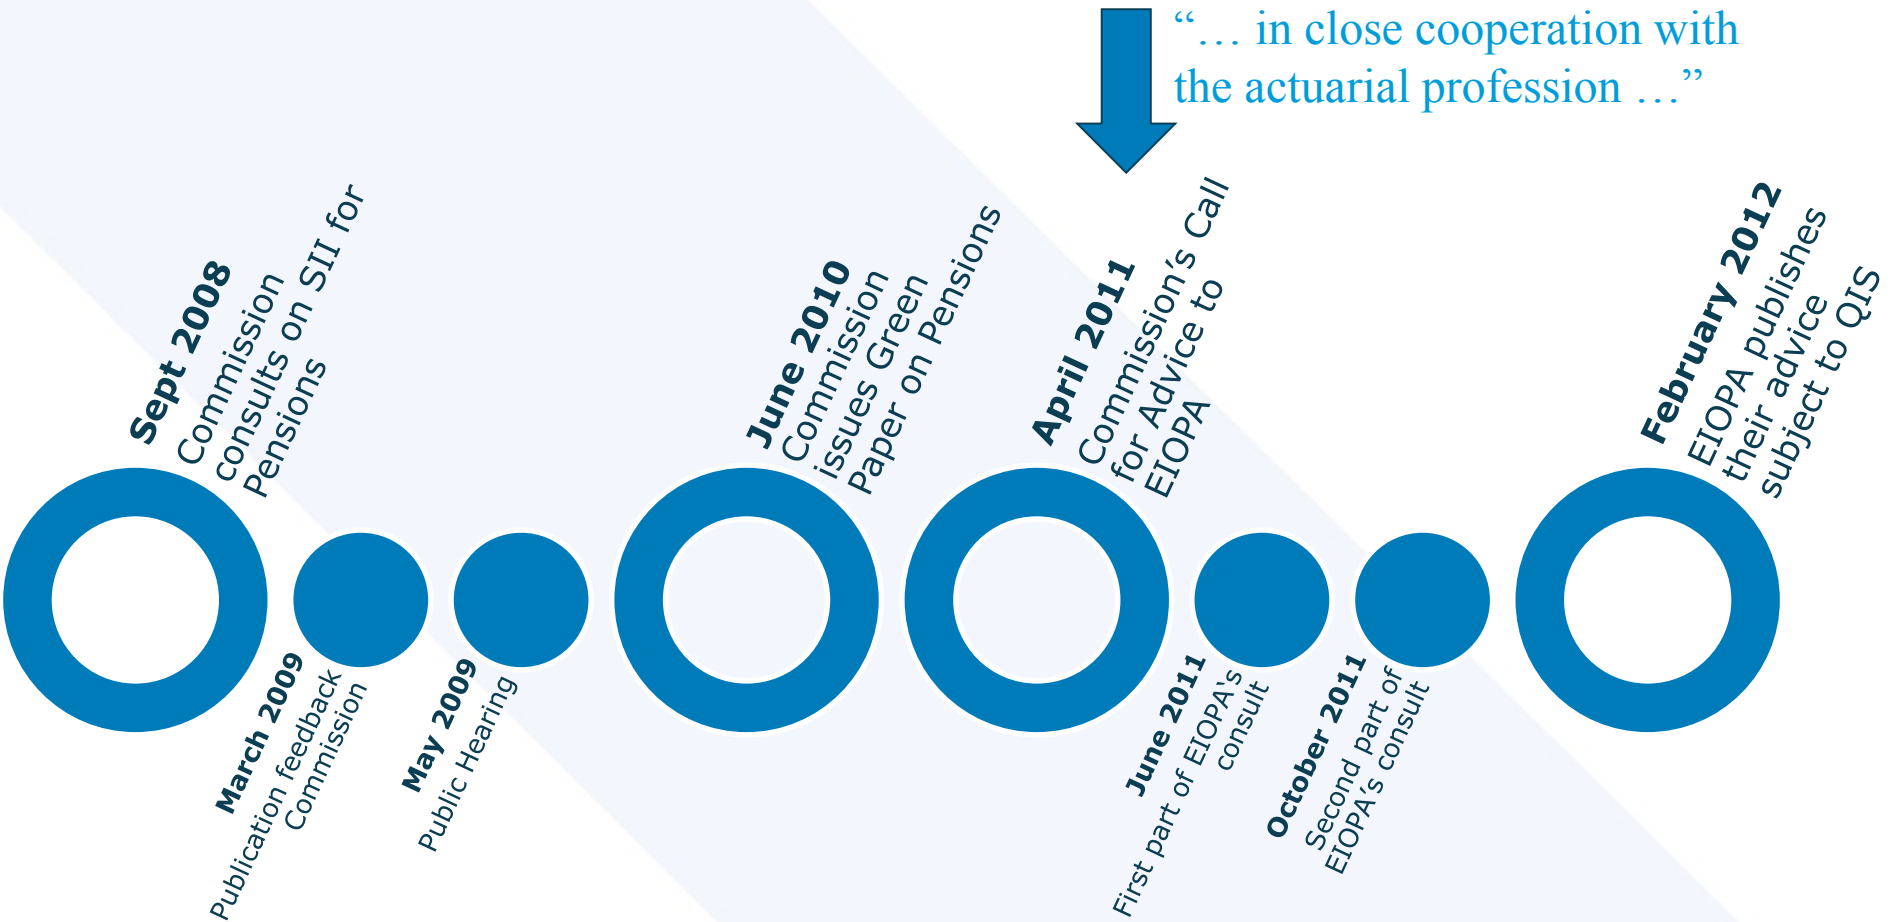 “… in close cooperation with
the actuarial profession …”
Sept 2008
Commission
consults on SII for
Pensions
March 2009
Publication feedback
Commission
May 2009
Public Hearing
June 2010
Commission
issues Green
Paper on Pensions
April 2011
Commission’s Call
for Advice to
EIOPA
June 2011
First part of EIOPA‘s
consult
October 2011
Second part of
EIOPA’s consult
February 2012
EIOPA publishes
their advice
subject to QIS